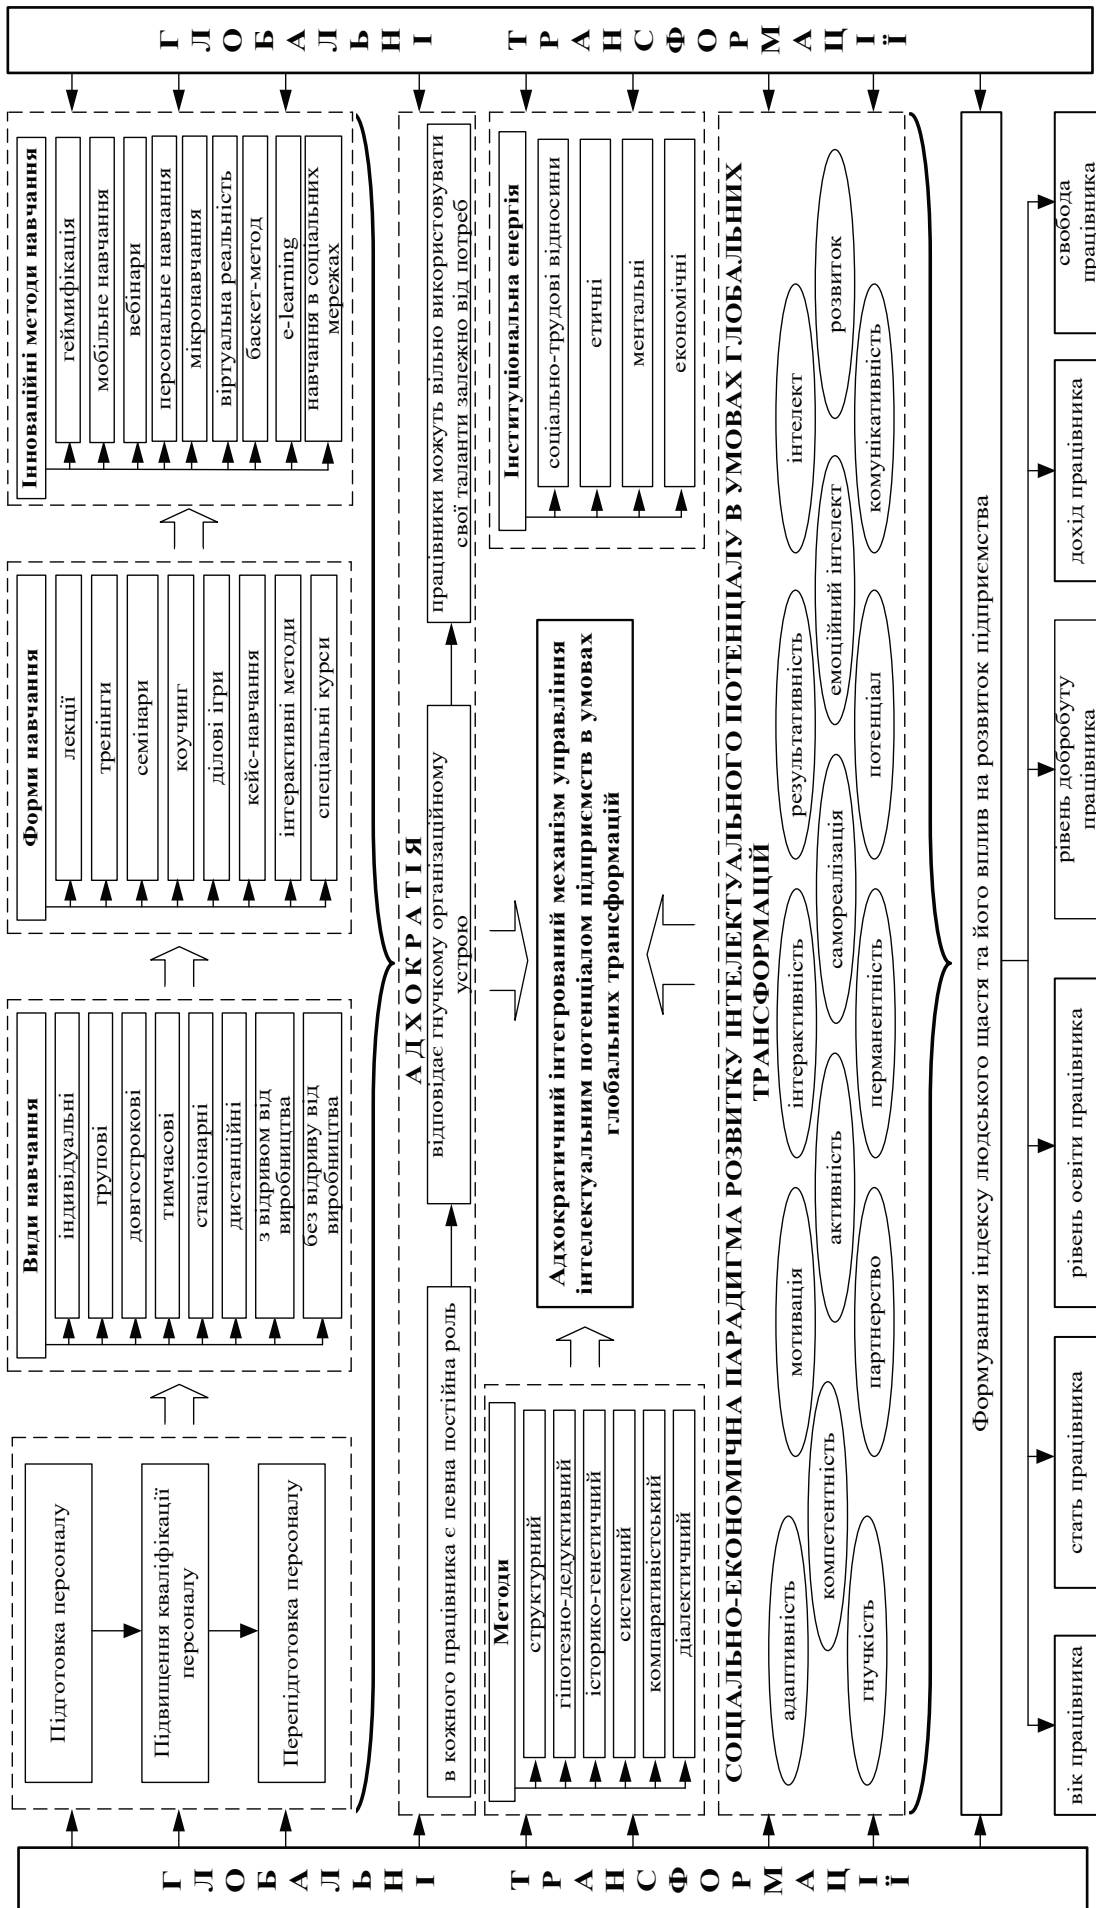 ГЛОБАЛЬНІ ТРАНСФОРМАЦІЇ
Підготовка персоналу
Підвищення кваліфікації
персоналу
Перепідготовка персоналу
Види навчання
індивідуальні
групові
довгострокові
тимчасові
стаціонарні
дистанційні
з відривом від
виробництва
без відриву від
виробництва
Форми навчання
лекції
тренінги
семінари
коучинг
ділові ігри
кейс-навчання
інтерактивні методи
спеціальні курси
Інноваційні методи навчання
геймифікація
мобільне навчання
вебінари
персональне навчання
мікронавчання
віртуальна реальність
баскет-метод
e-learning
навчання в соціальних
мережах
АДХОКРАТІЯ
в кожного працівника є певна постійна роль
відповідає гнучкому організаційному
устрою
працівники можуть вільно використовувати
свої таланти залежно від потреб
Методи
структурний
гіпотезно-дедуктивний
історико-генетичний
системний
компаративістський
діалектичний
Адхократичний інтегрований механізм управління
інтелектуальним потенціалом підприємств в умовах
глобальних трансформацій
Інституціональна енергія
соціально-трудові відносини
етичні
ментальні
економічні
СОЦІАЛЬНО-ЕКОНОМІЧНА ПАРАДИГМА РОЗВИТКУ ІНТЕЛЕКТУАЛЬНОГО ПОТЕНЦІАЛУ В УМОВАХ ГЛОБАЛЬНИХ
ТРАНСФОРМАЦІЙ
адаптивність
мотивація
інтерактивність
результативність
інтелект
компетентність
активність
самореалізація
емоційний інтелект
розвиток
гнучкість
партнерство
перманентність
потенціал
комунікативність
Формування індексу людського щастя та його вплив на розвиток підприємства
вік працівника
стать працівника
рівень освіти працівника
рівень добробуту
працівника
дохід працівника
свобода
працівника
ГЛОБАЛЬНІ ТРАНСФОРМАЦІЇ